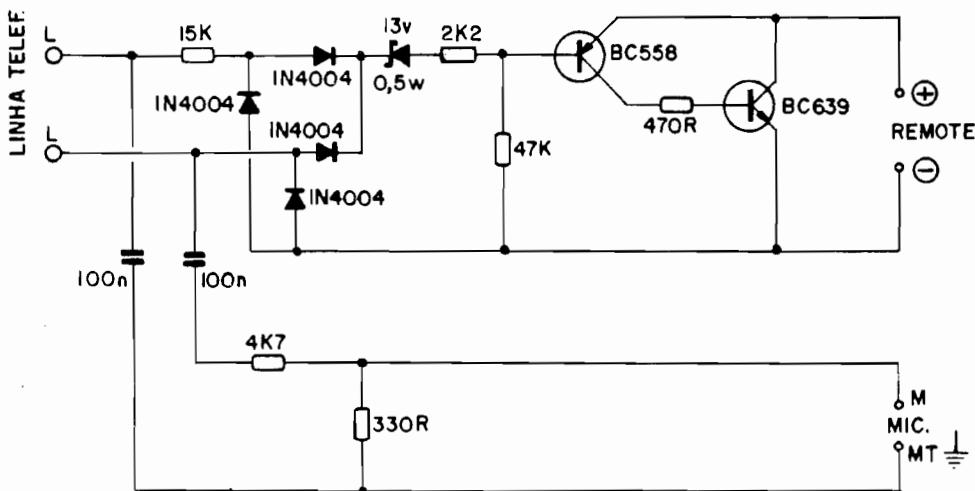 LINHA TELEF.
L
15K
1N4004
13v
0,5w
2K2
BC558
1N4004
1N4004
BC639
470R
+
REMOTE
−
L
47K
1N4004
100n
100n
4K7
330R
M
MIC.
MT